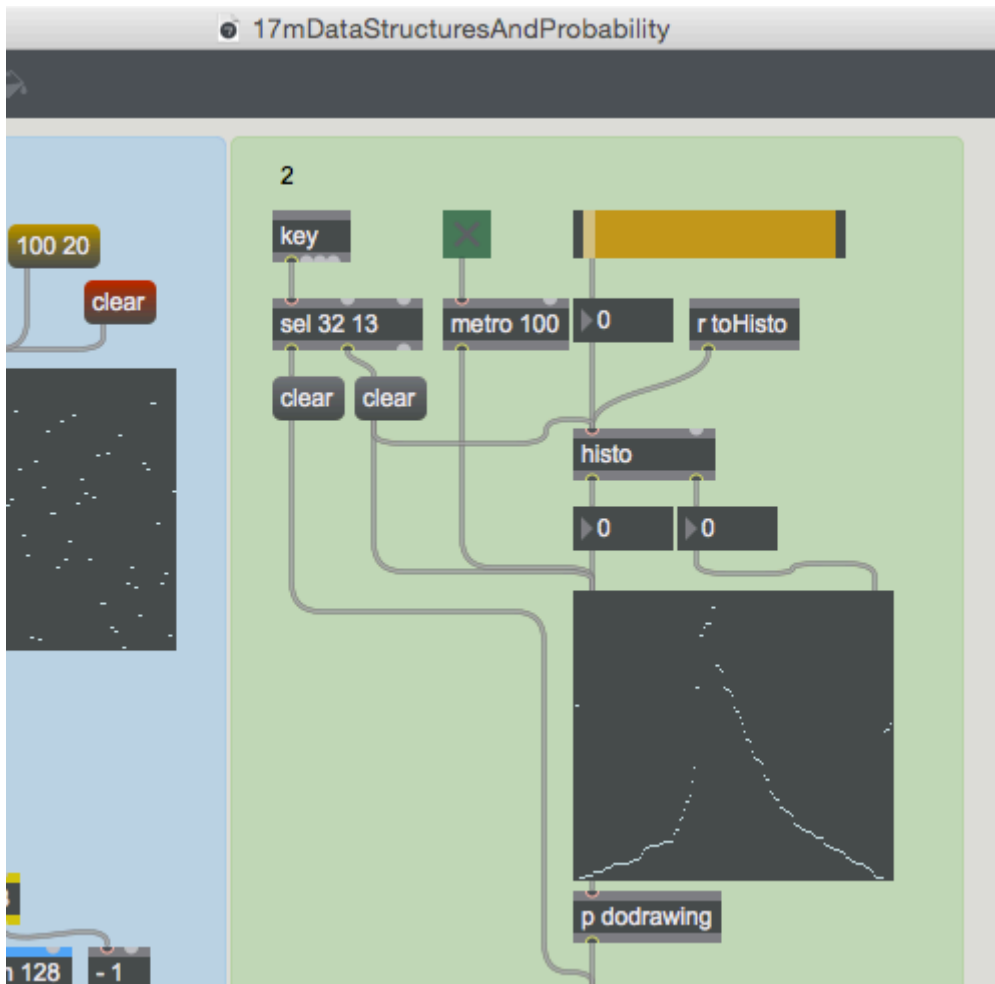 17mDataStructuresAndProbability
2
100 20
key
clear
sel 32 13
metro 100
0
r toHisto
clear
clear
histo
0
0
p dodrawing
128
- 1